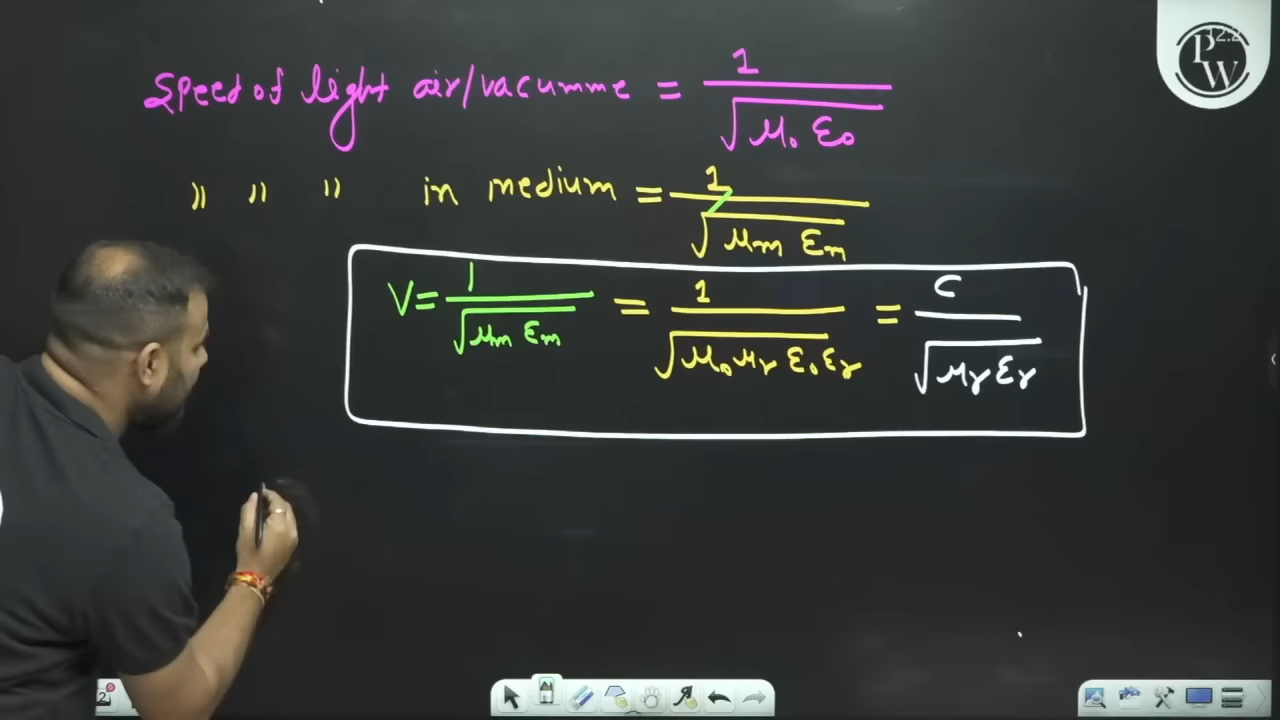 Speed of light air/vacumme = 1 / √μ₀ ε₀
〃 〃 〃 in medium = 1 / √μm εm
V = 1 / √μm εm = 1 / √μ₀ μr ε₀ εr = C / √μr εr
PW